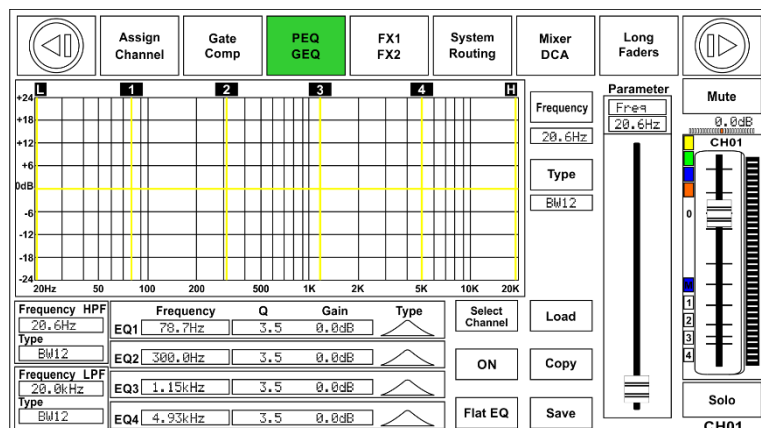 Assign Channel
Gate Comp
PEQ GEQ
FX1 FX2
System Routing
Mixer DCA
Long Faders
L 1 2 3 4 H
+24
+18
+12
+6
0dB
-6
-12
-18
-24
20Hz 50 100 200 500 1K 2K 5K 10K 20K
Frequency
20.6Hz
Type
BW12
Parameter
Freq
20.6Hz
Mute
0.0dB
CH01
0
M
1
2
3
4
Solo
CH01
Frequency HPF
20.6Hz
Type
BW12
Frequency LPF
20.0kHz
Type
BW12
Frequency Q Gain Type
EQ1 78.7Hz 3.5 0.0dB
EQ2 300.0Hz 3.5 0.0dB
EQ3 1.15kHz 3.5 0.0dB
EQ4 4.93kHz 3.5 0.0dB
Select Channel
Load
ON
Copy
Flat EQ
Save